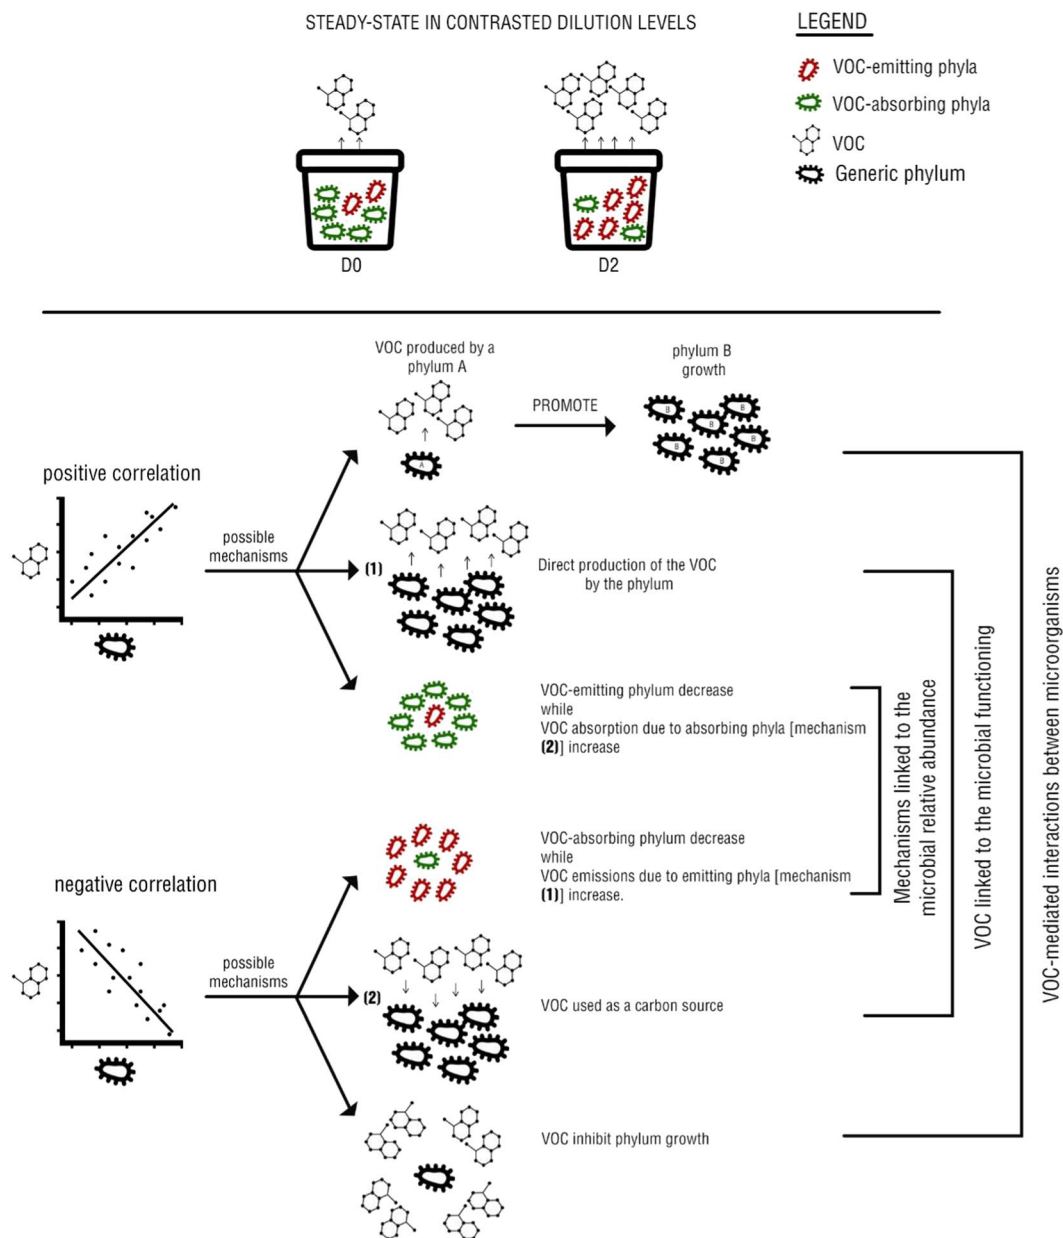 STEADY-STATE IN CONTRASTED DILUTION LEVELS
LEGEND
VOC-emitting phyla
VOC-absorbing phyla
VOC
Generic phylum
D0
D2
VOC produced by a
phylum A
phylum B
growth
PROMOTE
A
B
B
B
B
B
B
positive correlation
possible
mechanisms
(1)
Direct production of the VOC
by the phylum
VOC-emitting phylum decrease
while
VOC absorption due to absorbing phyla [mechanism
(2)] increase
VOC-absorbing phylum decrease
while
VOC emissions due to emitting phyla [mechanism
(1)] increase.
negative correlation
possible
mechanisms
(2)
VOC used as a carbon source
VOC inhibit phylum growth
Mechanisms linked to the
microbial relative abundance
VOC linked to the microbial functioning
VOC-mediated interactions between microorganisms